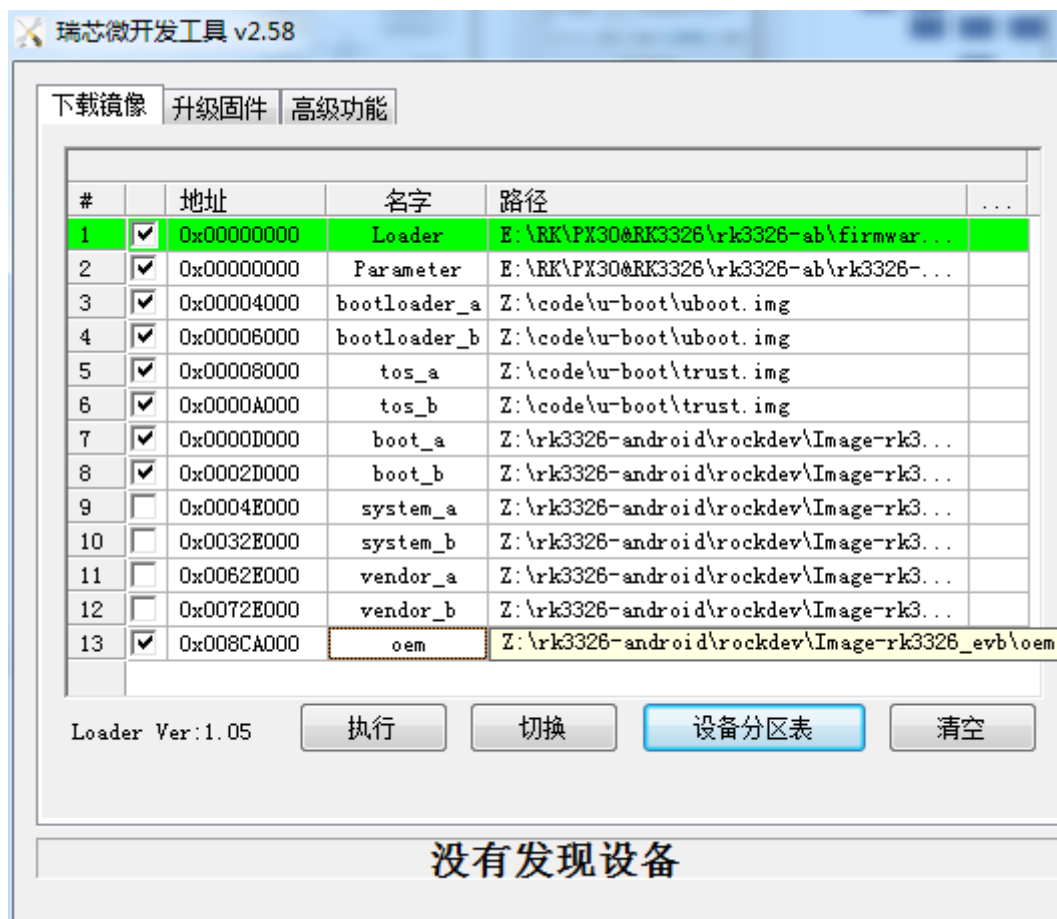 瑞芯微开发工具 v2.58
下载镜像 升级固件 高级功能
# 地址 名字 路径 ...
1 0x00000000 Loader E:\RK\PX30&RK3326\rk3326-ab\firmwar...
2 0x00000000 Parameter E:\RK\PX30&RK3326\rk3326-ab\rk3326-...
3 0x00004000 bootloader_a Z:\code\u-boot\uboot.img
4 0x00006000 bootloader_b Z:\code\u-boot\uboot.img
5 0x00008000 tos_a Z:\code\u-boot\trust.img
6 0x0000A000 tos_b Z:\code\u-boot\trust.img
7 0x0000D000 boot_a Z:\rk3326-android\rockdev\Image-rk3...
8 0x0002D000 boot_b Z:\rk3326-android\rockdev\Image-rk3...
9 0x0004E000 system_a Z:\rk3326-android\rockdev\Image-rk3...
10 0x0032E000 system_b Z:\rk3326-android\rockdev\Image-rk3...
11 0x0062E000 vendor_a Z:\rk3326-android\rockdev\Image-rk3...
12 0x0072E000 vendor_b Z:\rk3326-android\rockdev\Image-rk3...
13 0x008CA000 oem Z:\rk3326-android\rockdev\Image-rk3326_evb\oem
Loader Ver:1.05 执行 切换 设备分区表 清空
没有发现设备